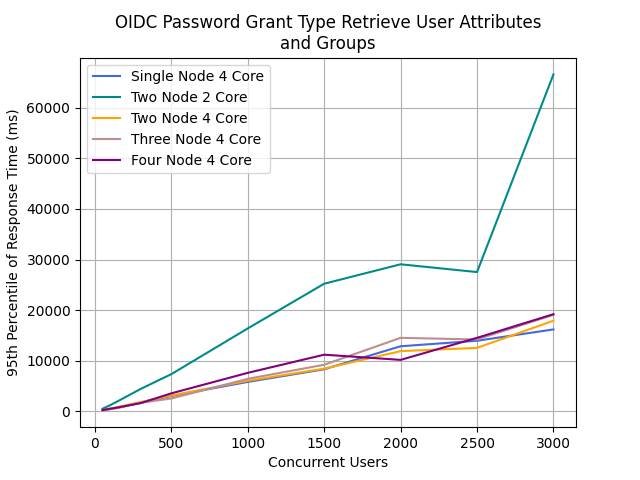 OIDC Password Grant Type Retrieve User Attributes
and Groups
Single Node 4 Core
Two Node 2 Core
Two Node 4 Core
Three Node 4 Core
Four Node 4 Core
95th Percentile of Response Time (ms)
60000
50000
40000
30000
20000
10000
0
0 500 1000 1500 2000 2500 3000
Concurrent Users